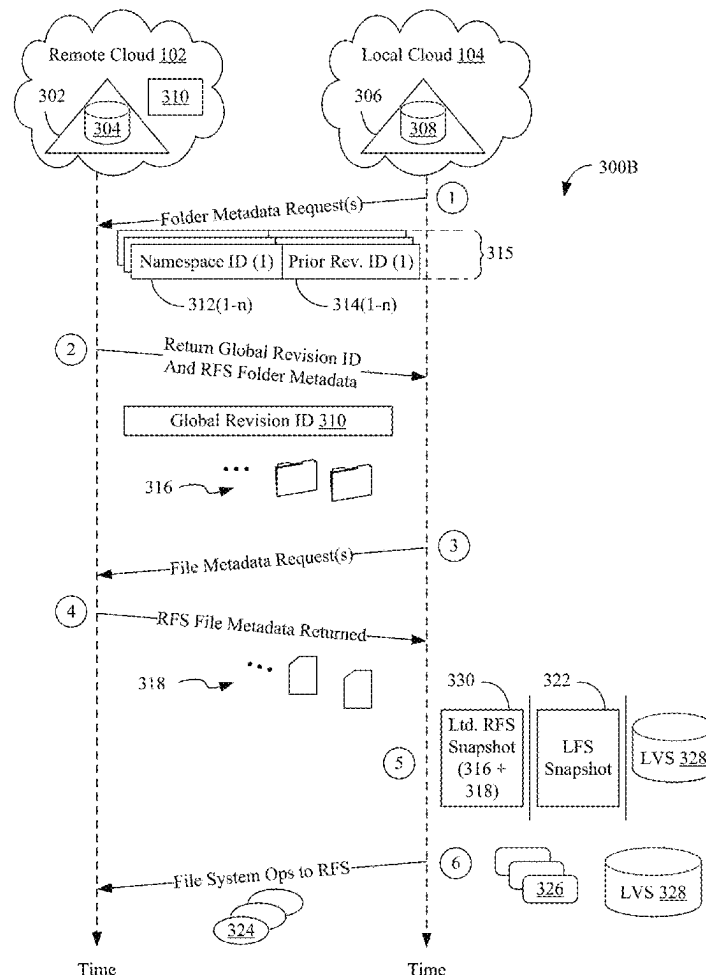 Remote Cloud 102
Local Cloud 104
302
310
304
306
308
300B
1
Folder Metadata Request(s)
Namespace ID (1)
Prior Rev. ID (1)
315
312(1-n)
314(1-n)
2
Return Global Revision ID
And RFS Folder Metadata
Global Revision ID 310
316
3
File Metadata Request(s)
4
RFS File Metadata Returned
318
330
322
Ltd. RFS
Snapshot
(316 +
318)
LFS
Snapshot
LVS 328
5
6
File System Ops to RFS
326
LVS 328
324
Time
Time